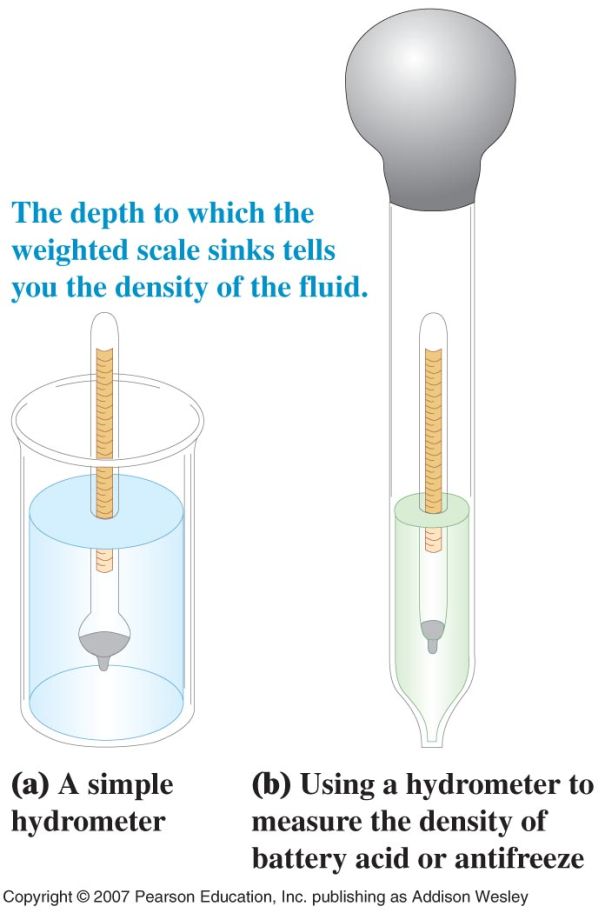 The depth to which the
weighted scale sinks tells
you the density of the fluid.
(a) A simple
hydrometer
(b) Using a hydrometer to
measure the density of
battery acid or antifreeze
Copyright © 2007 Pearson Education, Inc. publishing as Addison Wesley